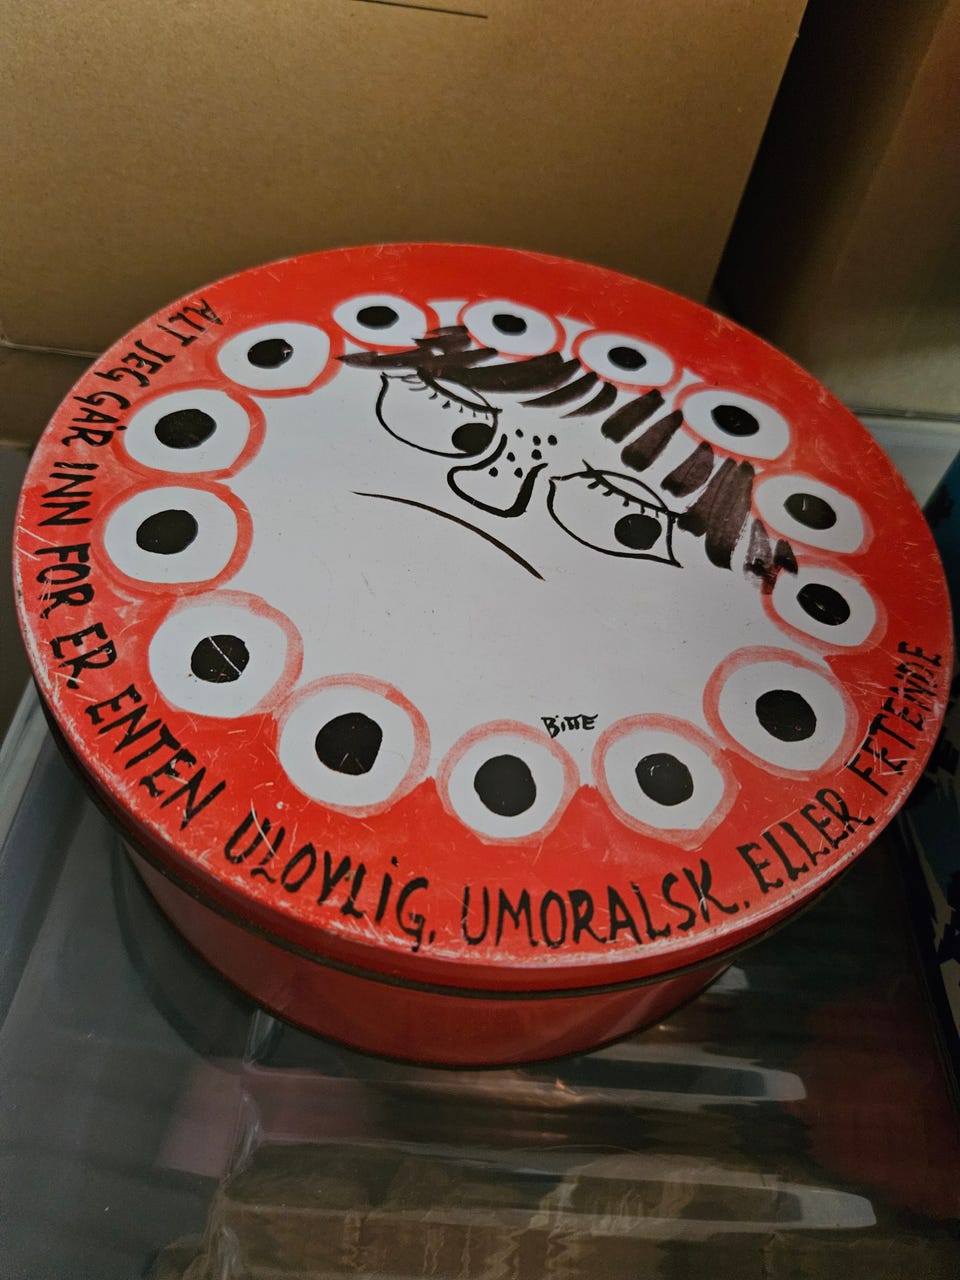 ALT JEG GÅR INN FOR ER. ENTEN ULOVLIG, UMORALSK. ELLER FETENDE
BITTE